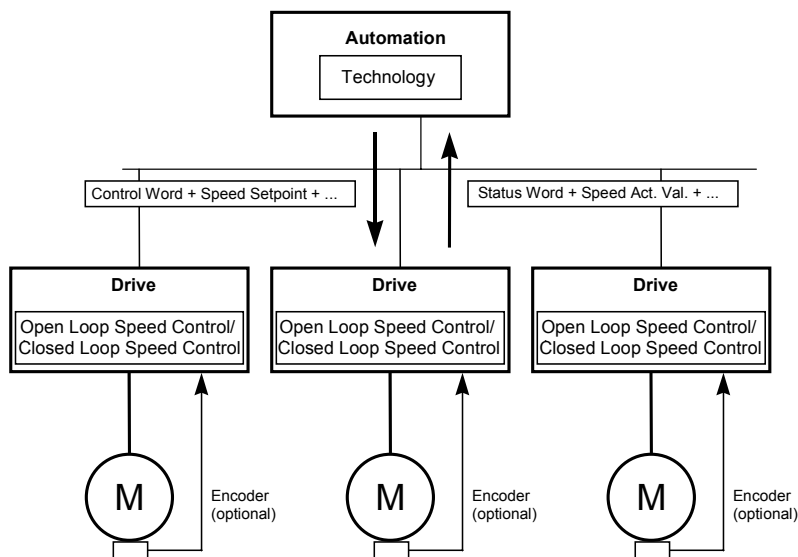 Automation
Technology
Control Word + Speed Setpoint + ...
Status Word + Speed Act. Val. + ...
Drive
Open Loop Speed Control/
Closed Loop Speed Control
Drive
Open Loop Speed Control/
Closed Loop Speed Control
Drive
Open Loop Speed Control/
Closed Loop Speed Control
M
Encoder
(optional)
M
Encoder
(optional)
M
Encoder
(optional)